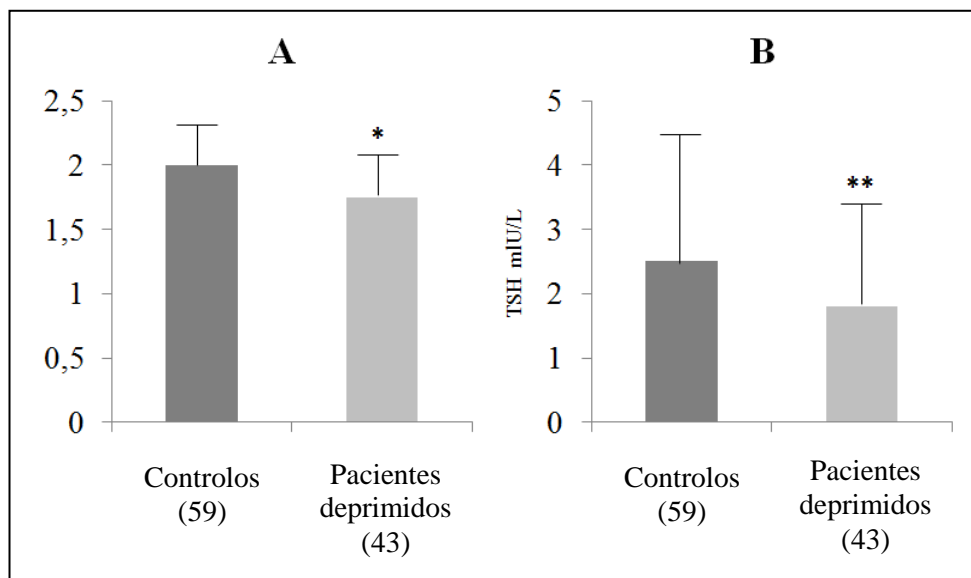 A
2,5
2
1,5
1
0,5
0
*
Controlos
(59)
Pacientes
deprimidos
(43)
B
TSH mIU/L
5
4
3
2
1
0
**
Controlos
(59)
Pacientes
deprimidos
(43)